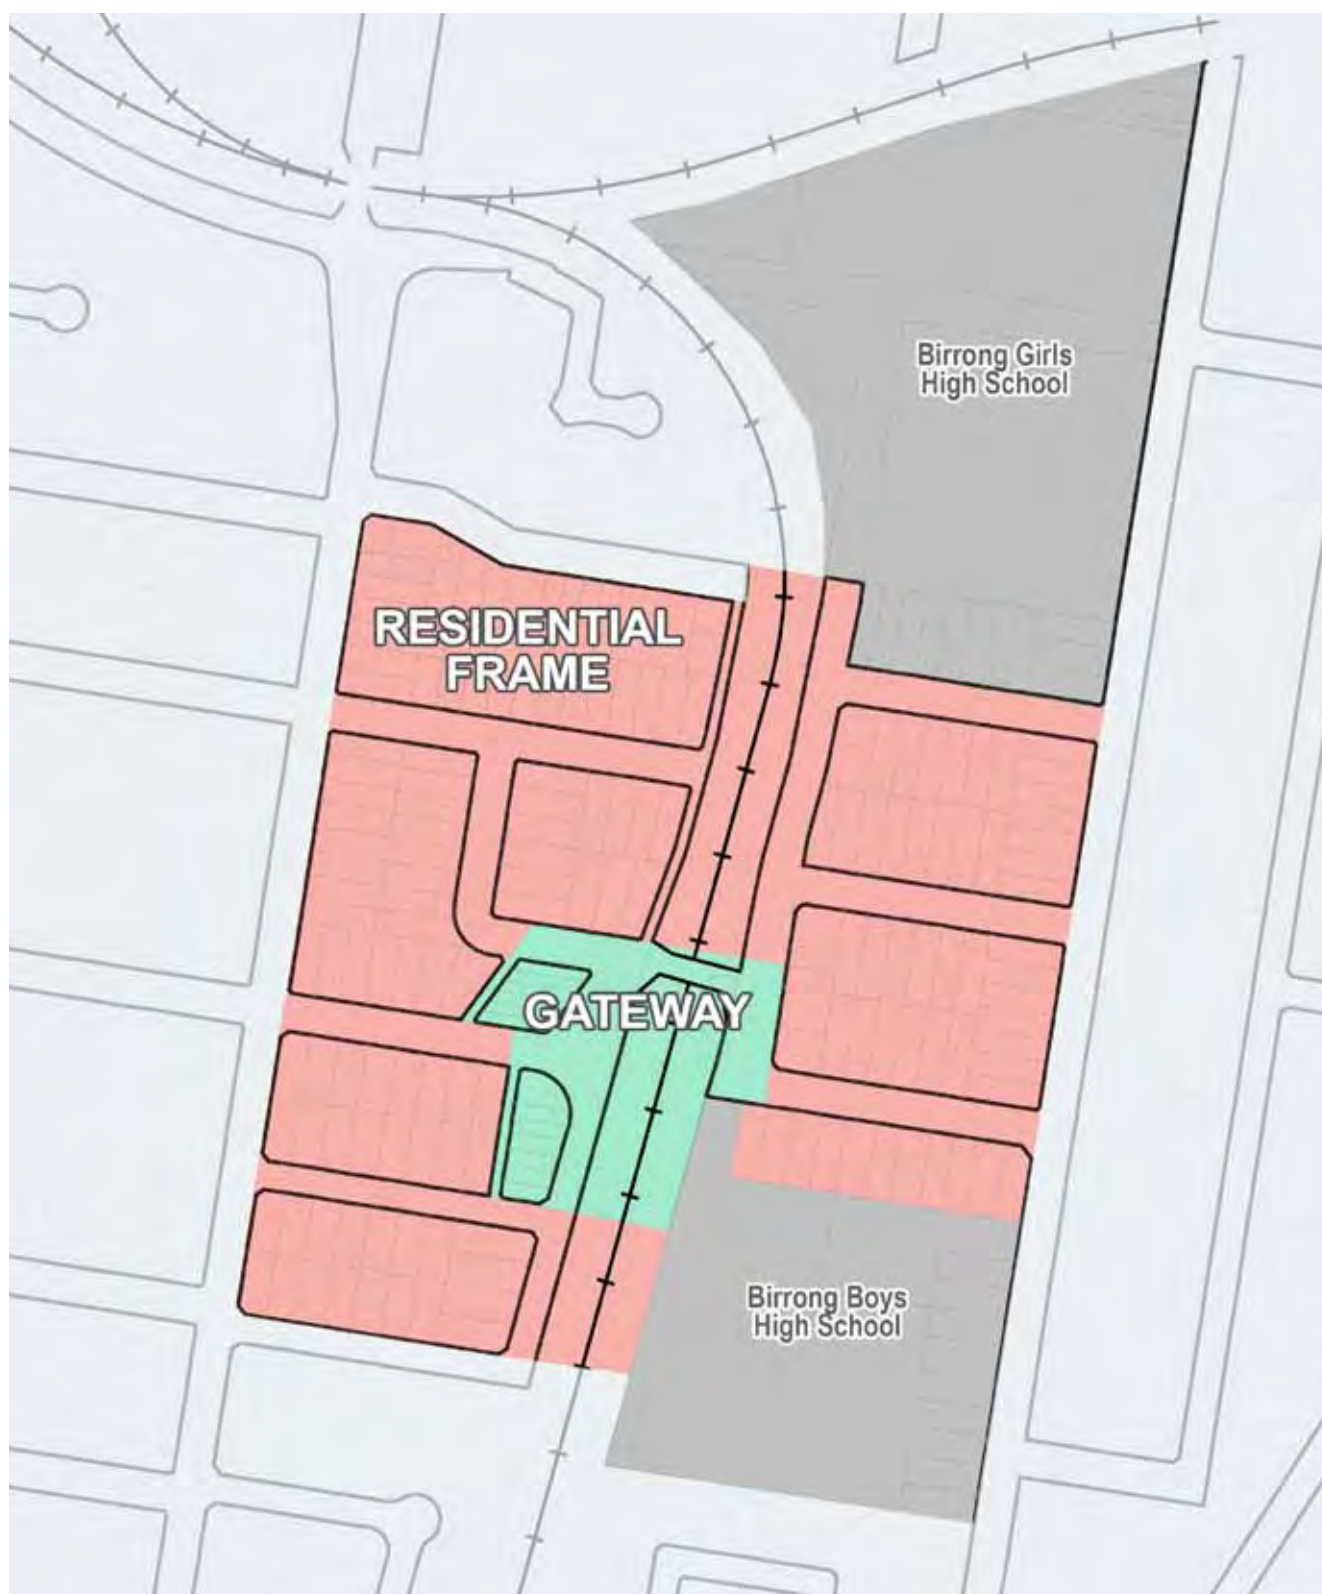 Birrong Girls
High School
RESIDENTIAL
FRAME
GATEWAY
Birrong Boys
High School